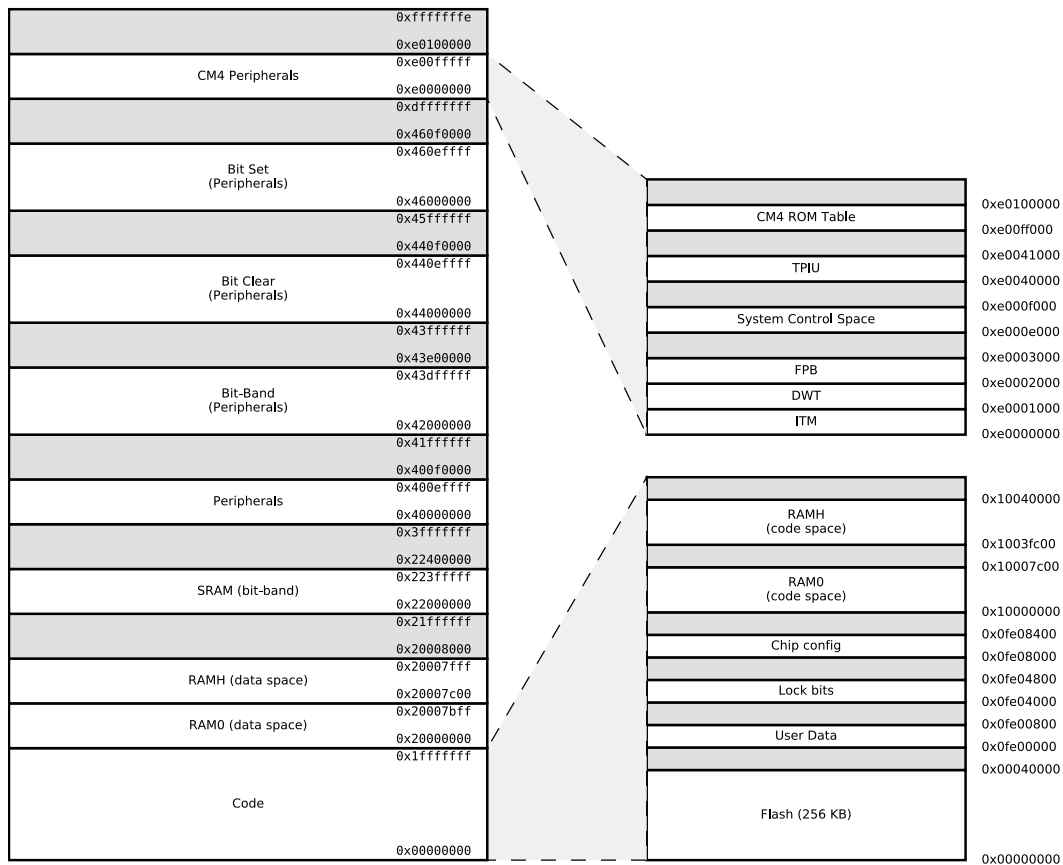 0xfffffffe
0xe0100000
0xe00fffff
CM4 Peripherals
0xe0000000
0xdfffffff
0x460f0000
0x460effff
Bit Set
(Peripherals)
0x46000000
0x45ffffff
0x440f0000
0x440effff
Bit Clear
(Peripherals)
0x44000000
0x43ffffff
0x43e00000
0x43dfffff
Bit-Band
(Peripherals)
0x42000000
0x41ffffff
0x400f0000
0x400effff
Peripherals
0x40000000
0x3fffffff
0x22400000
0x223fffff
SRAM (bit-band)
0x22000000
0x21ffffff
0x20008000
0x20007fff
RAMH (data space)
0x20007c00
0x20007bff
RAM0 (data space)
0x20000000
0x1fffffff
Code
0x00000000
0xe0100000
CM4 ROM Table
0xe00ff000
0xe0041000
TPIU
0xe0040000
0xe000f000
System Control Space
0xe000e000
0xe0003000
FPB
0xe0002000
DWT
0xe0001000
ITM
0xe0000000
0x10040000
RAMH
(code space)
0x1003fc00
0x10007c00
RAM0
(code space)
0x10000000
0x0fe08400
Chip config
0x0fe08000
0x0fe04800
Lock bits
0x0fe04000
0x0fe00800
User Data
0x0fe00000
0x00040000
Flash (256 KB)
0x00000000